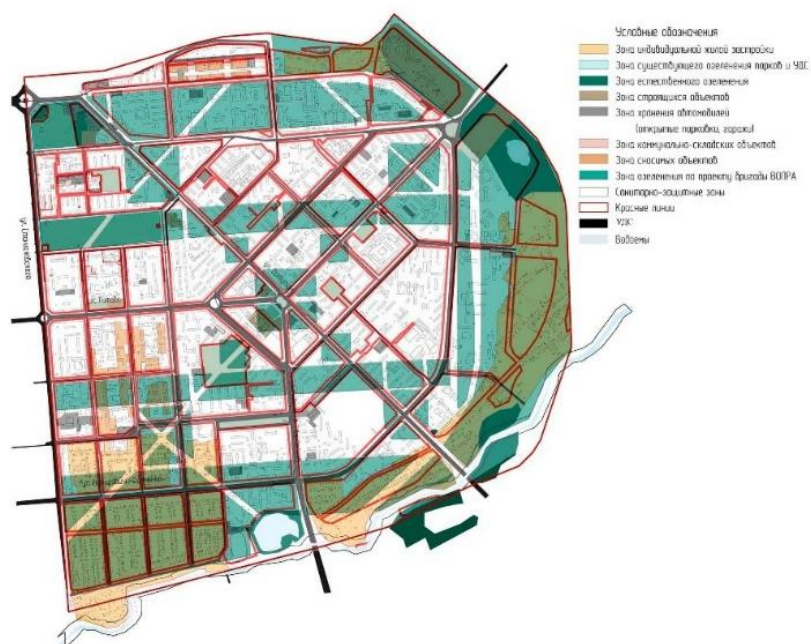 Условные обозначения
Зона индивидуальной жилой застройки
Зона существующего озеленения парков и УДС
Зона естественного озеленения
Зона строящихся объектов
Зона хранения автомобилей
(открытые парковки, гаражи)
Зона коммунально-складских объектов
Зона сносимых объектов
Зона озеленения по проекту бригады ВОПРА
Санитарно-защитные зоны
Красные линии
УДС
Водоемы